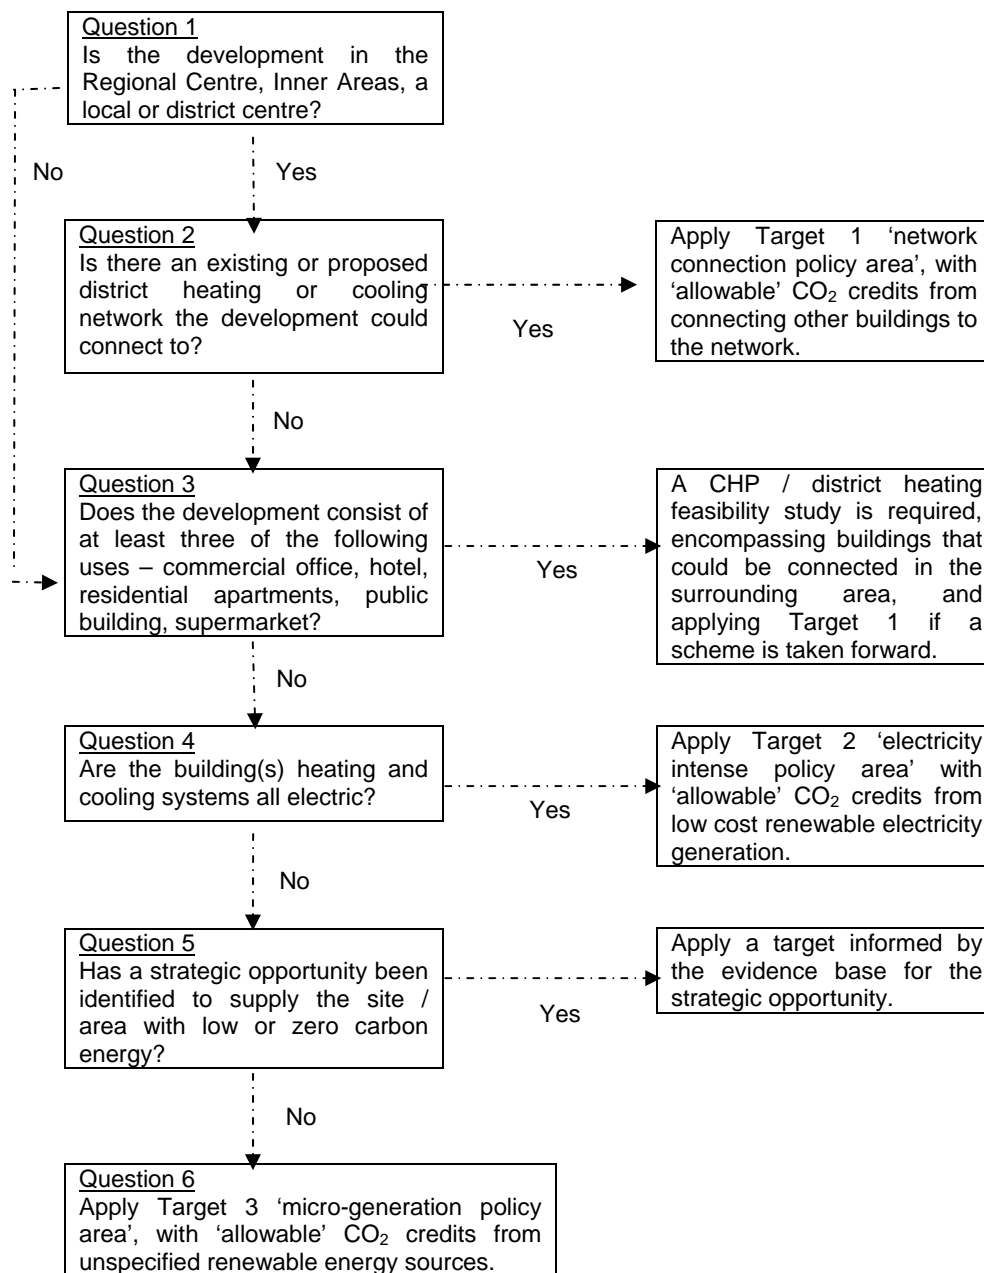 Question 1
Is the development in the
Regional Centre, Inner Areas, a
local or district centre?
No
Yes
Question 2
Is there an existing or proposed
district heating or cooling
network the development could
connect to?
Yes
Apply Target 1 ‘network
connection policy area’, with
‘allowable’ CO₂ credits from
connecting other buildings to
the network.
No
Question 3
Does the development consist of
at least three of the following
uses – commercial office, hotel,
residential apartments, public
building, supermarket?
Yes
A CHP / district heating
feasibility study is required,
encompassing buildings that
could be connected in the
surrounding area, and
applying Target 1 if a
scheme is taken forward.
No
Question 4
Are the building(s) heating and
cooling systems all electric?
Yes
Apply Target 2 ‘electricity
intense policy area’ with
‘allowable’ CO₂ credits from
low cost renewable electricity
generation.
No
Question 5
Has a strategic opportunity been
identified to supply the site /
area with low or zero carbon
energy?
Yes
Apply a target informed by
the evidence base for the
strategic opportunity.
No
Question 6
Apply Target 3 ‘micro-generation policy
area’, with ‘allowable’ CO₂ credits from
unspecified renewable energy sources.